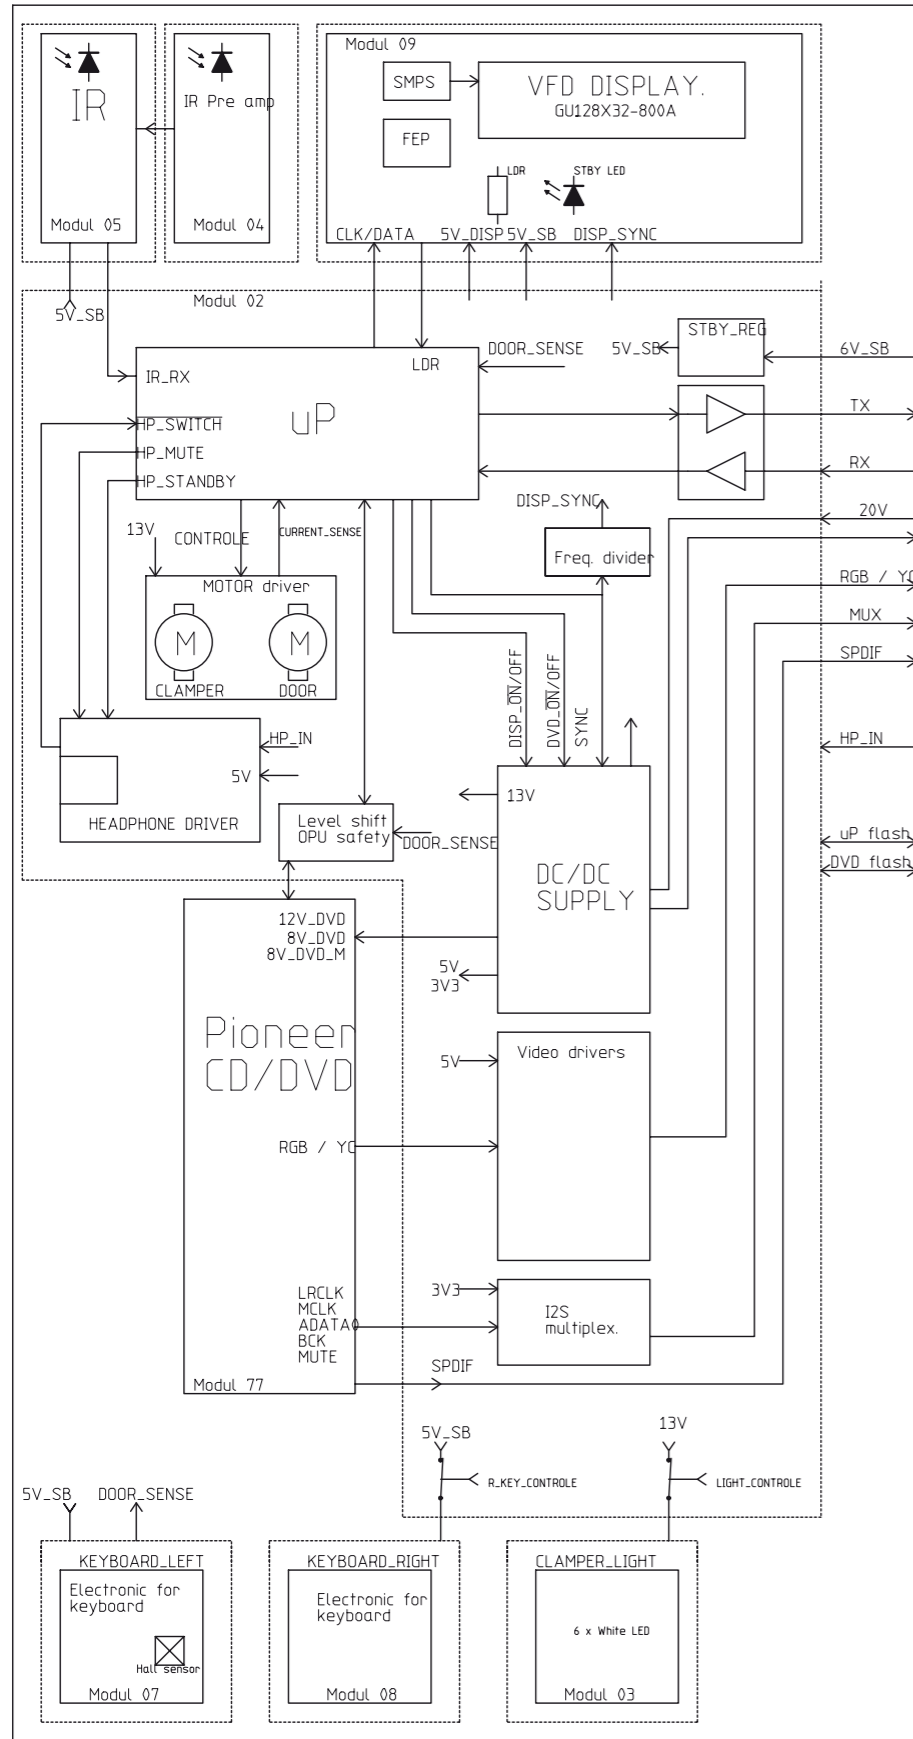 IR
Modul 05
IR Pre amp
Modul 04
Modul 09
SMPS
VFD DISPLAY.
GU128X32-800A
FEP
LDR
STBY LED
CLK/DATA
5V_DISP
5V_SB
DISP_SYNC
5V_SB
Modul 02
IR_RX
LDR
DOOR_SENSE
5V_SB
STBY_REG
6V_SB
uP
HP_SWITCH
HP_MUTE
HP_STANDBY
TX
RX
13V
CONTROLE
CURRENT_SENSE
DISP_SYNC
20V
Freq. divider
MOTOR driver
M
M
CLAMPER
DOOR
RGB / YC
MUX
SPDIF
DISP_ON/OFF
DVD_ON/OFF
SYNC
HP_IN
5V
HEADPHONE DRIVER
HP_IN
Level shift
OPU safety
DOOR_SENSE
13V
DC/DC
SUPPLY
uP flash
DVD flash
12V_DVD
8V_DVD
8V_DVD_M
5V
3V3
Pioneer
CD/DVD
5V
Video drivers
RGB / YC
LRCLK
MCLK
ADATA0
BCK
MUTE
3V3
I2S
multiplex.
SPDIF
Modul 77
5V_SB
R_KEY_CONTROLE
13V
LIGHT_CONTROLE
5V_SB
DOOR_SENSE
KEYBOARD_LEFT
Electronic for
keyboard
Hall sensor
Modul 07
KEYBOARD_RIGHT
Electronic for
keyboard
Modul 08
CLAMPER_LIGHT
6 x White LED
Modul 03